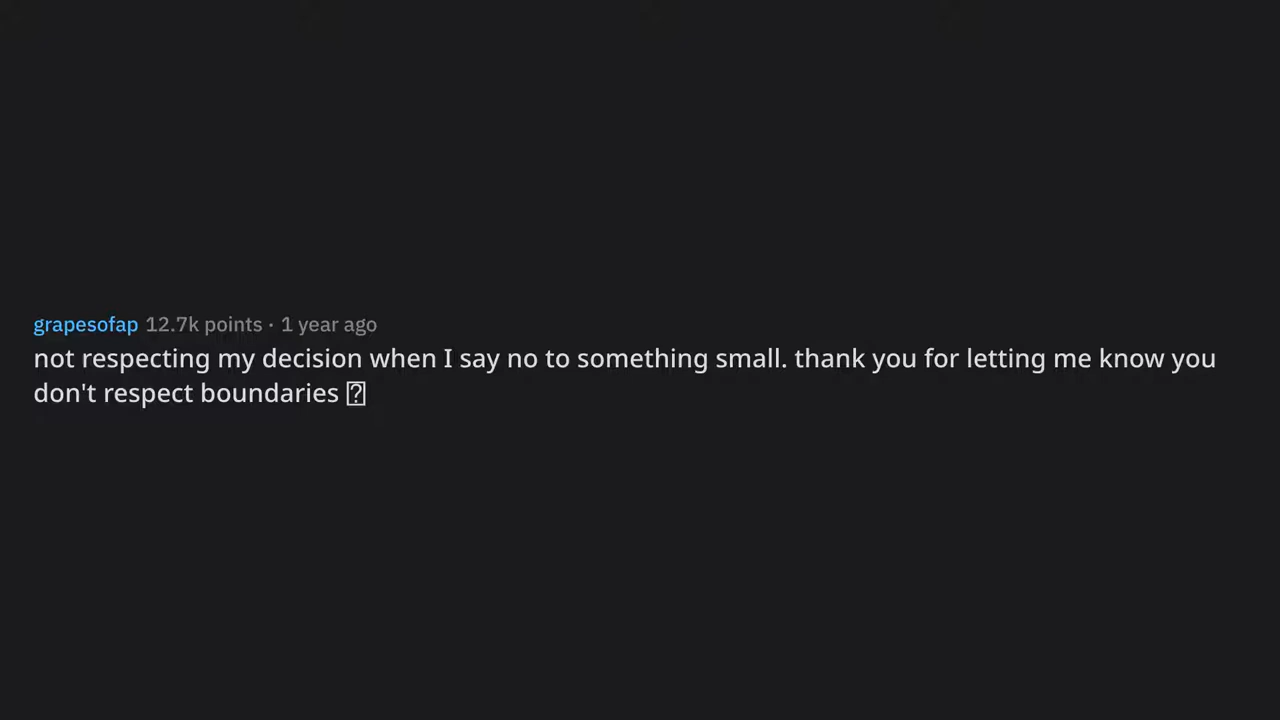 grapesofap 12.7k points · 1 year ago
not respecting my decision when I say no to something small. thank you for letting me know you
don't respect boundaries ⍰